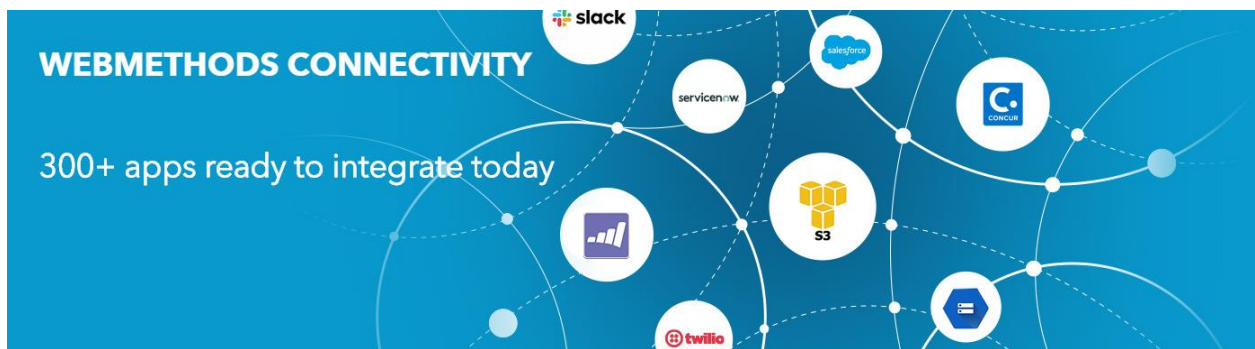 slack
WEBMETHODS CONNECTIVITY
salesforce
servicenow
C.
CONCUR
300+ apps ready to integrate today
S3
twilio